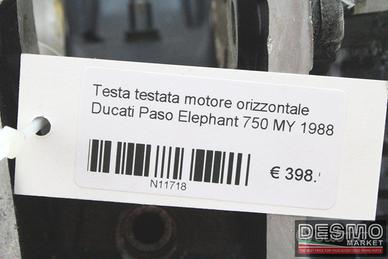 Testa testata motore orizzontale
Ducati Paso Elephant 750 MY 1988
€ 398.
N11718
DESMO
MARKET